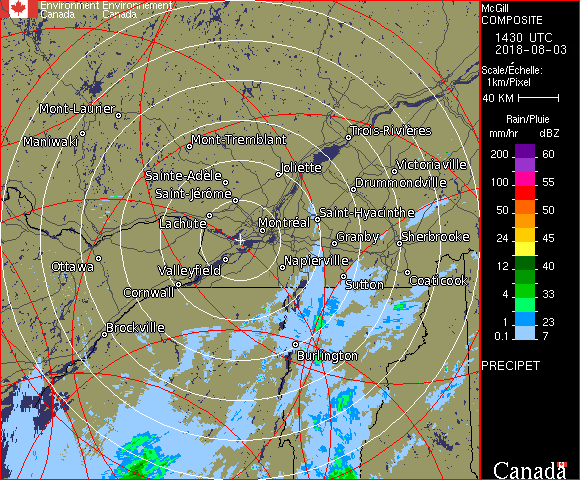 Environment Environnement
Canada Canada
McGill
COMPOSITE
1430 UTC
2018-08-03
Scale/Échelle:
1km/Pixel
40 KM
Rain/Pluie
mm/hr dBZ
200 60
100 55
50 50
24 45
12 40
4 33
1 23
0.1 7
PRECIPET
Canada
Mont-Laurier
Maniwaki
Mont-Tremblant
Trois-Rivières
Joliette
Victoriaville
Sainte-Adèle
Drummondville
Saint-Jérôme
Lachute
Saint-Hyacinthe
Montréal
Granby
Sherbrooke
Ottawa
Valleyfield
Napierville
Cornwall
Sutton
Coaticook
Brockville
Burlington